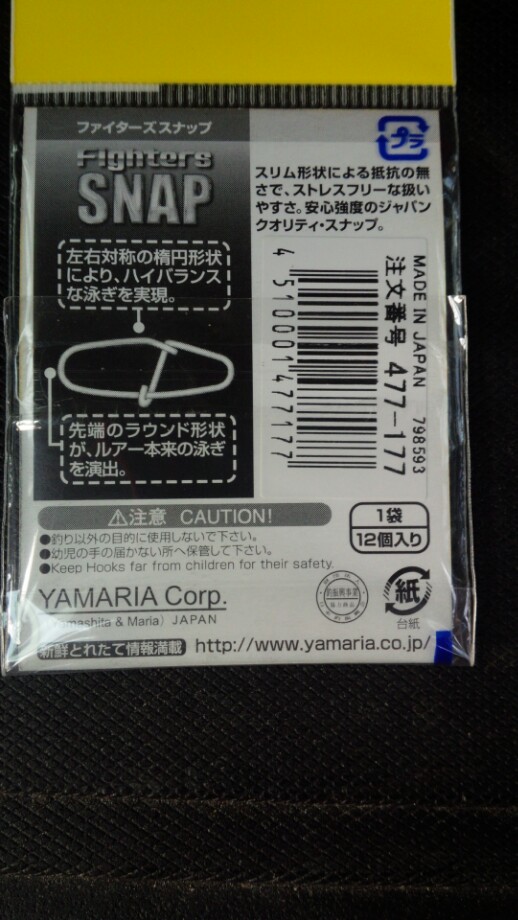 ファイターズスナップ
Fighters
SNAP
プラ
スリム形状による抵抗の無
さで、ストレスフリーな扱い
やすさ。安心強度のジャパン
クオリティ・スナップ。
左右対称の楕円形状
により、ハイバランス
な泳ぎを実現。
先端のラウンド形状
が、ルアー本来の泳ぎ
を演出。
4 510001 477177
注文番号 477-177
MADE IN JAPAN 798593
⚠注意 CAUTION!
●釣り以外の目的に使用しないで下さい。
●幼児の手の届かない所へ保管して下さい。
●Keep Hooks far from children for their safety.
1袋
12個入り
YAMARIA Corp.
(Yamashita & Maria) JAPAN
紙
台紙
新鮮とれたて情報満載 http://www.yamaria.co.jp/